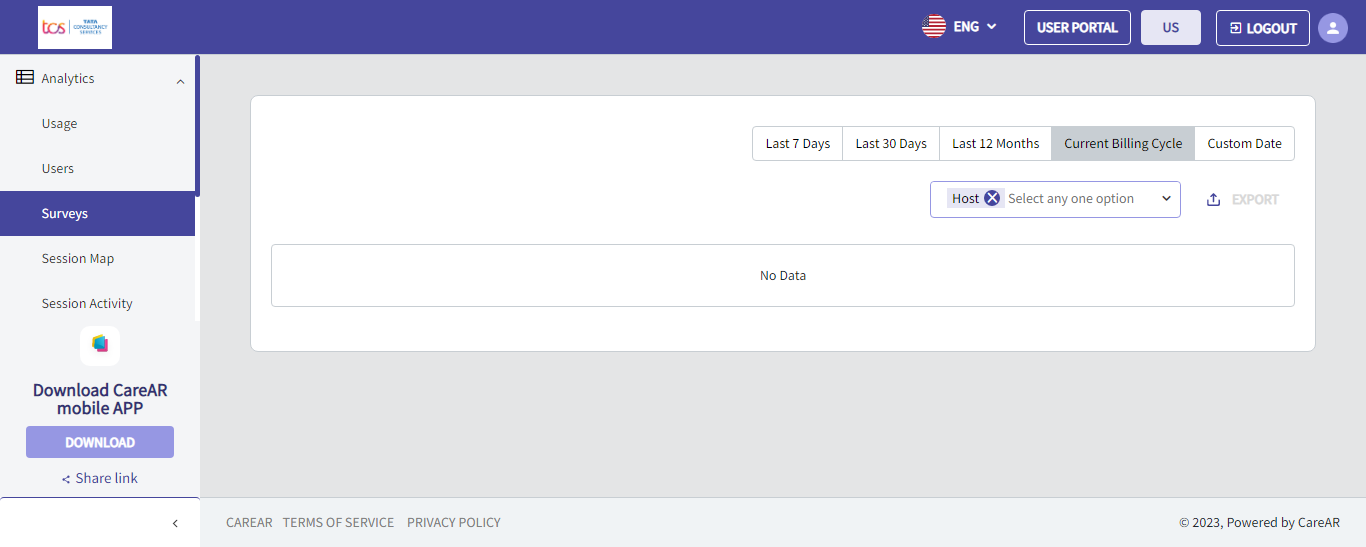 tcs TATA CONSULTANCY SERVICES
ENG
USER PORTAL
US
LOGOUT
Analytics
Usage
Users
Surveys
Session Map
Session Activity
Download CareAR
mobile APP
DOWNLOAD
Share link
Last 7 Days
Last 30 Days
Last 12 Months
Current Billing Cycle
Custom Date
Host
Select any one option
EXPORT
No Data
CAREAR
TERMS OF SERVICE
PRIVACY POLICY
© 2023, Powered by CareAR